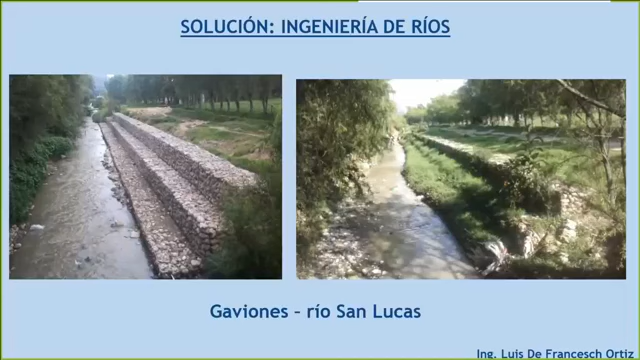 SOLUCIÓN: INGENIERÍA DE RÍOS
Gaviones – río San Lucas
Ing. Luis De Francesch Ortiz